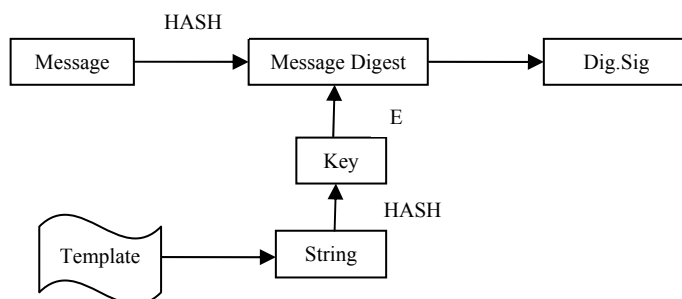 HASH
Message
Message Digest
Dig.Sig
E
Key
HASH
Template
String